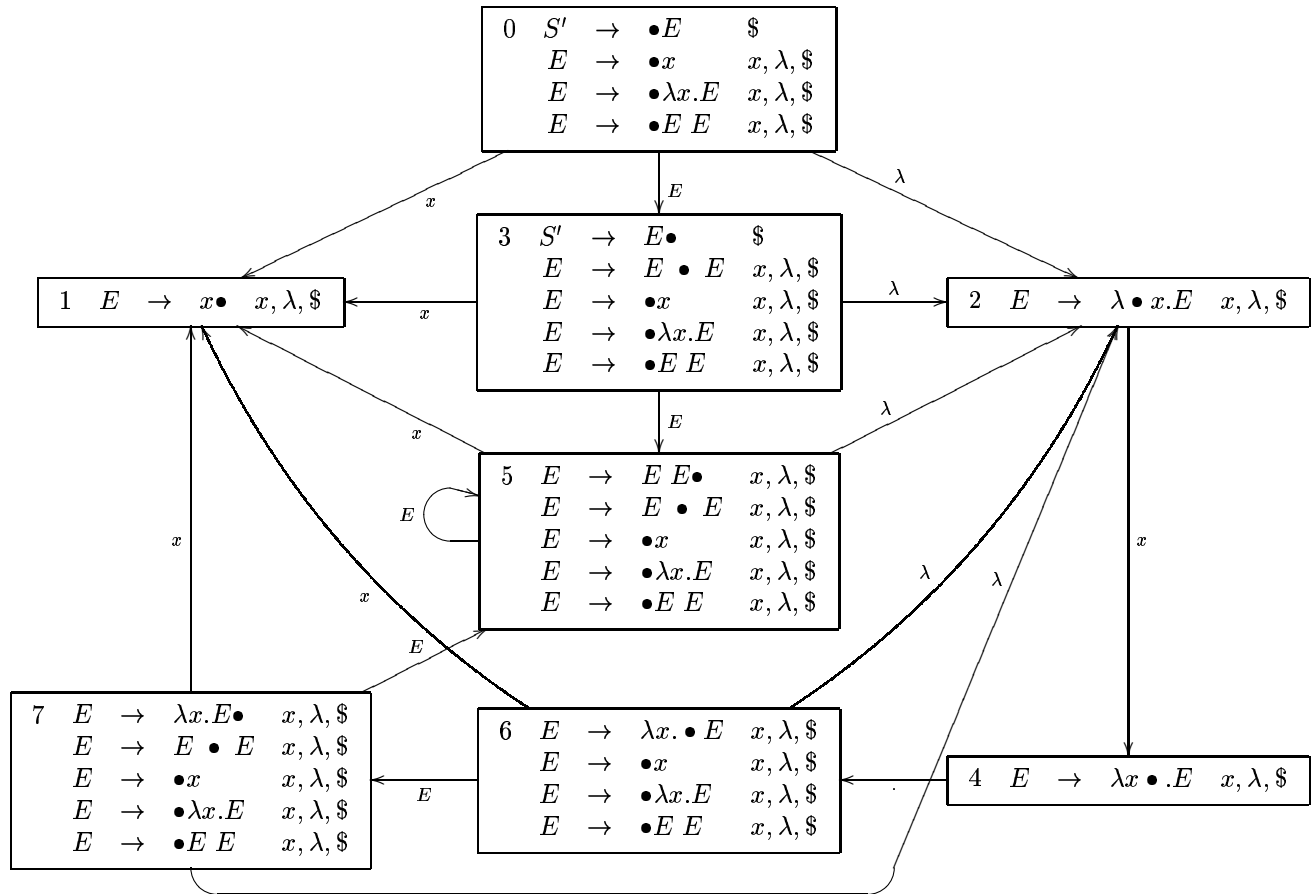 0 S′ → •E $
E → •x x, λ, $
E → •λx.E x, λ, $
E → •E E x, λ, $
x
E
λ
3 S′ → E• $
E → E • E x, λ, $
E → •x x, λ, $
E → •λx.E x, λ, $
E → •E E x, λ, $
1 E → x• x, λ, $
x
λ
2 E → λ • x.E x, λ, $
x
E
λ
5 E → E E• x, λ, $
E → E • E x, λ, $
E → •x x, λ, $
E → •λx.E x, λ, $
E → •E E x, λ, $
E
x
x
λ
λ
x
E
7 E → λx.E• x, λ, $
E → E • E x, λ, $
E → •x x, λ, $
E → •λx.E x, λ, $
E → •E E x, λ, $
E
6 E → λx. • E x, λ, $
E → •x x, λ, $
E → •λx.E x, λ, $
E → •E E x, λ, $
.
4 E → λx • .E x, λ, $